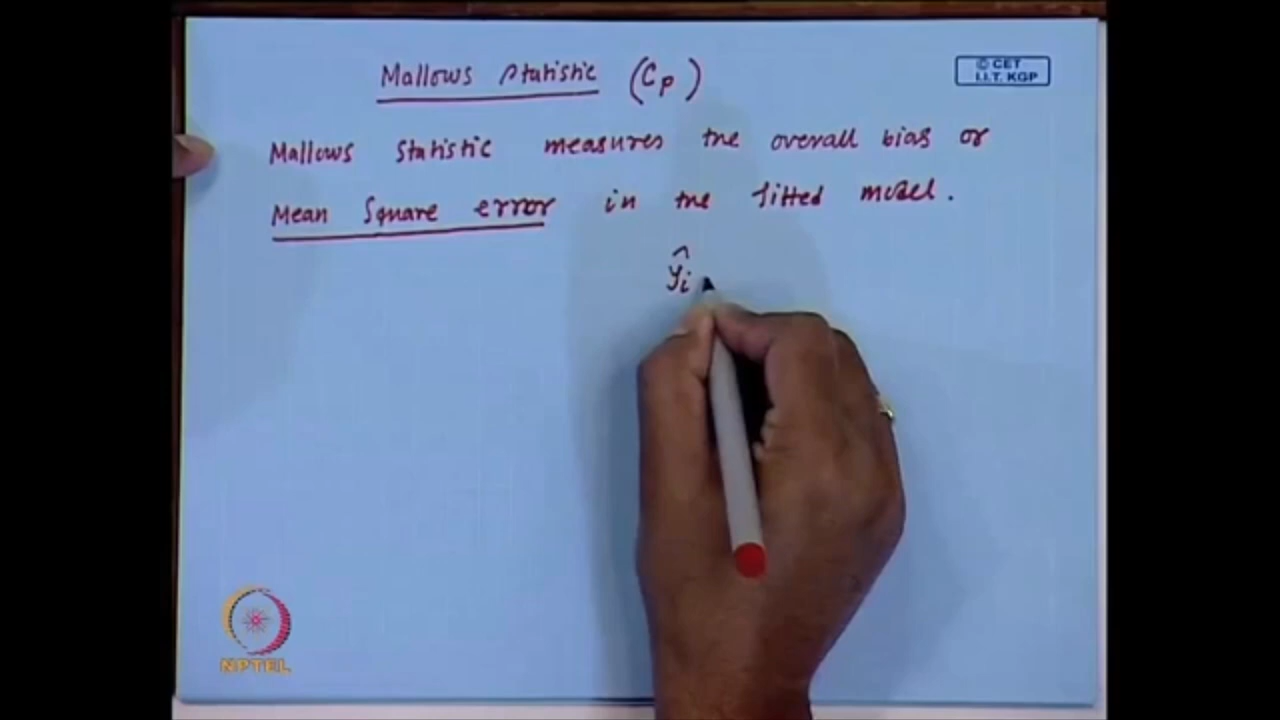 Mallows Statistic (Cp)
© CET
I.I.T. KGP
Mallows Statistic measures the overall bias or
Mean Square error in the fitted model.
ŷi
NPTEL